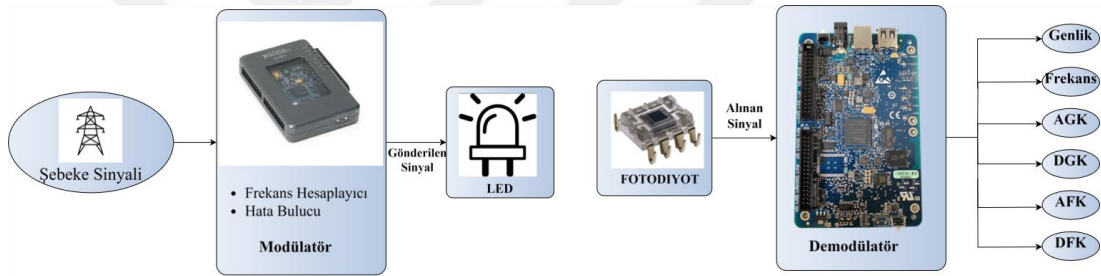 Şebeke Sinyali
• Frekans Hesaplayıcı
• Hata Bulucu
Modülatör
Gönderilen
Sinyal
LED
FOTODIYOT
Alınan
Sinyal
Demodülatör
Genlik
Frekans
AGK
DGK
AFK
DFK